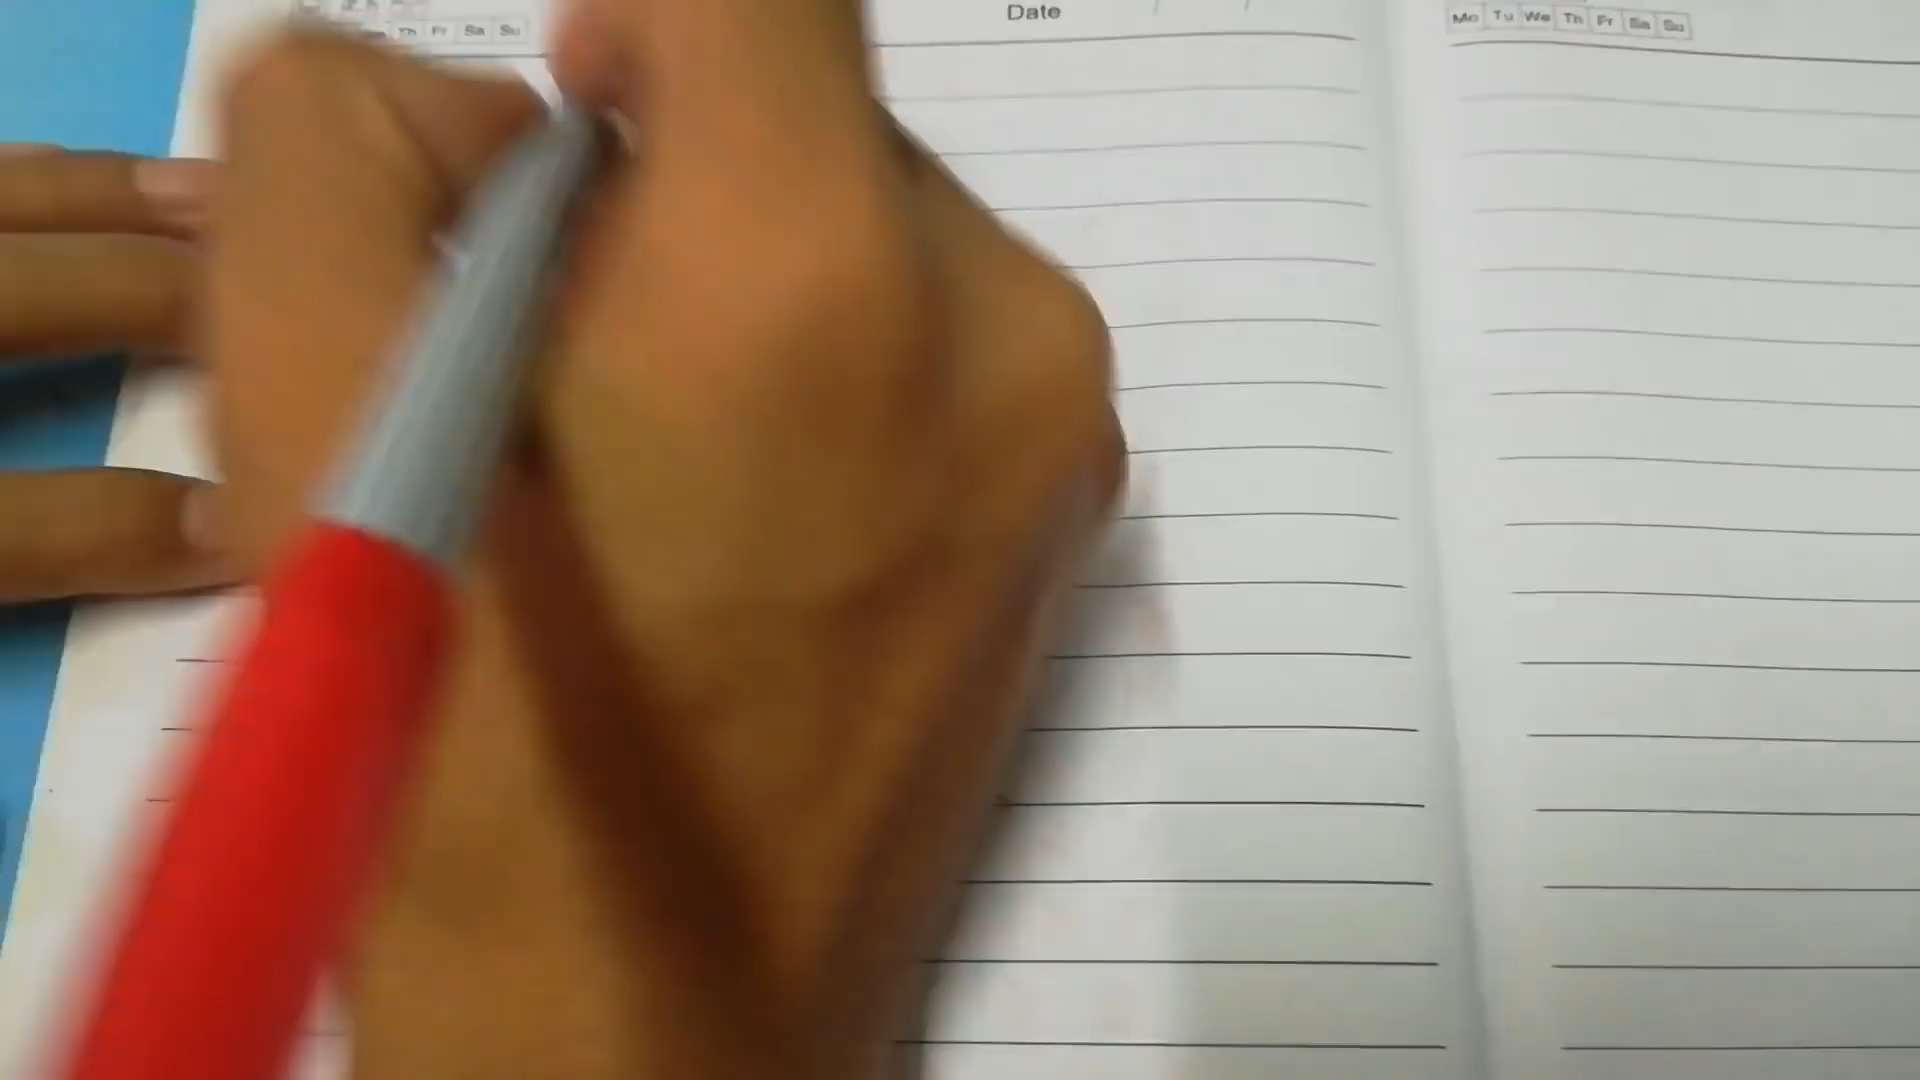 Th Fr Sa Su
Date / /
Mo Tu We Th Fr Sa Su